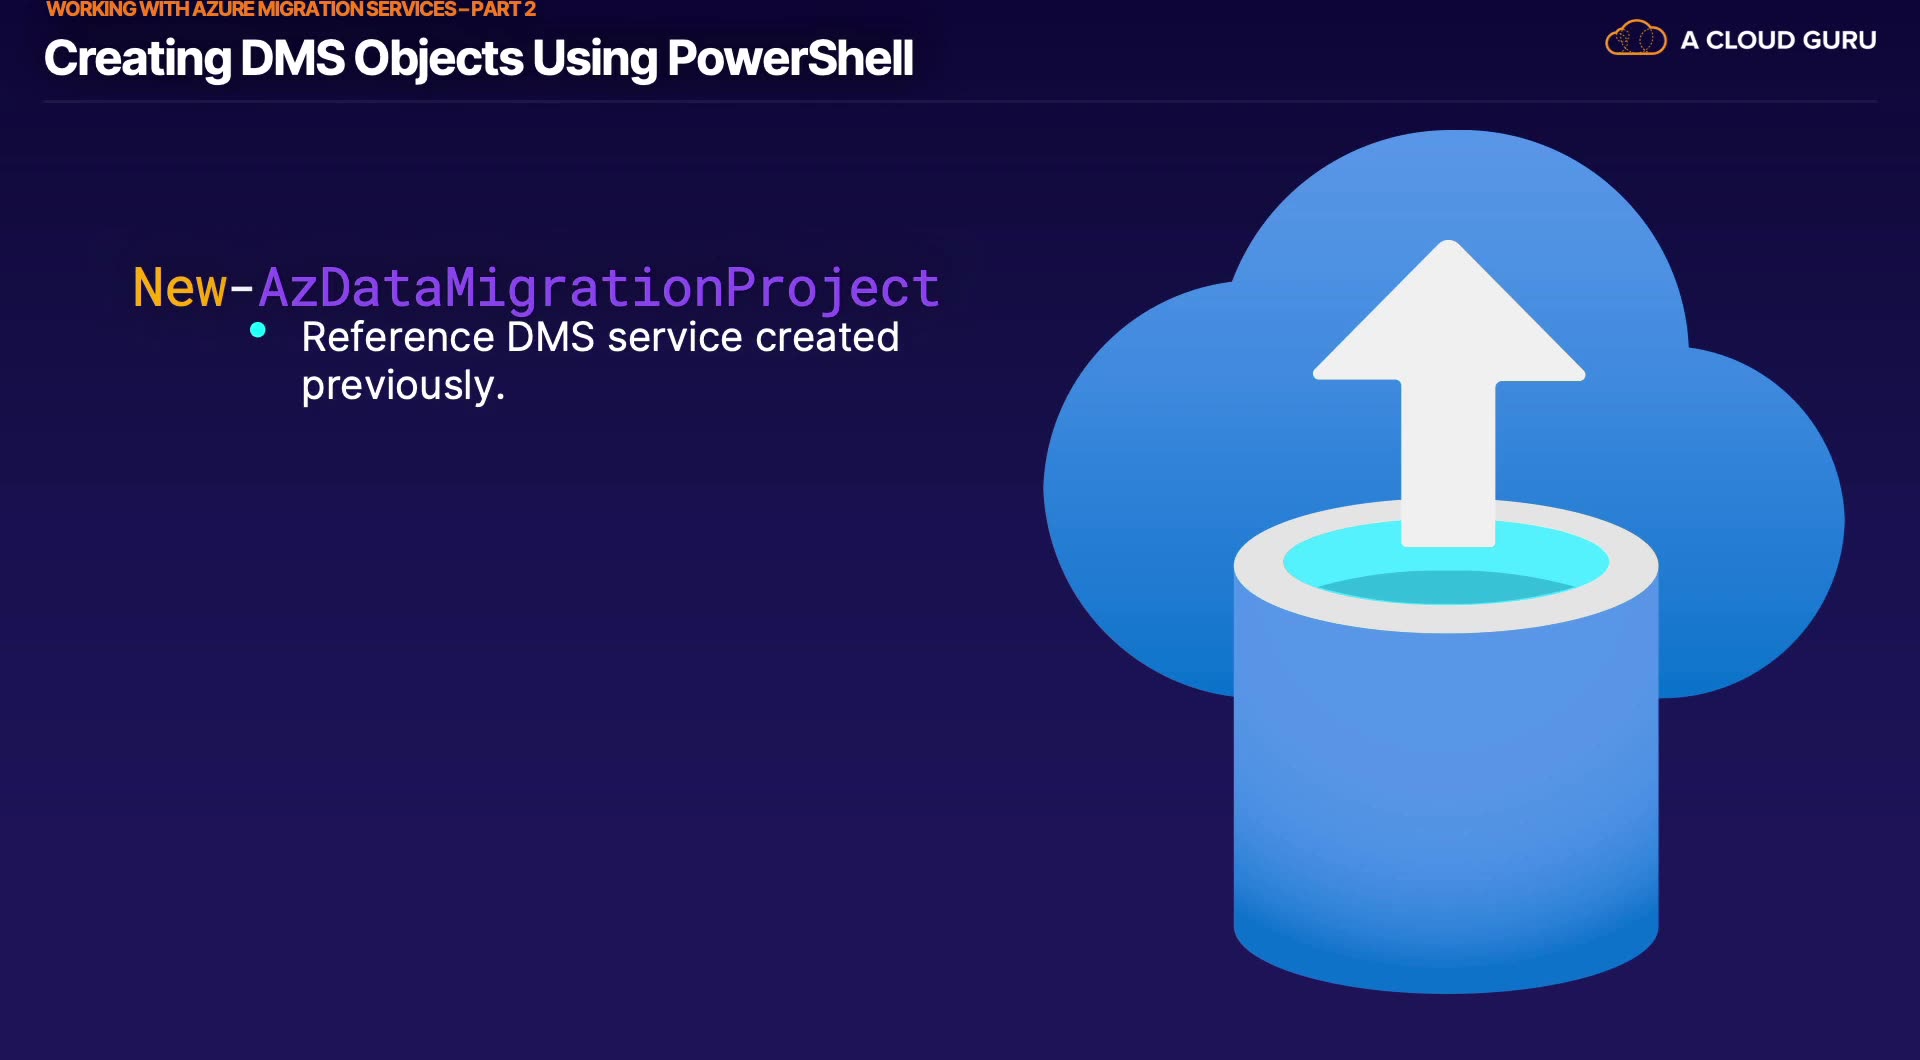 WORKING WITH AZURE MIGRATION SERVICES – PART 2
Creating DMS Objects Using PowerShell
A CLOUD GURU
New-AzDataMigrationProject
Reference DMS service created
previously.